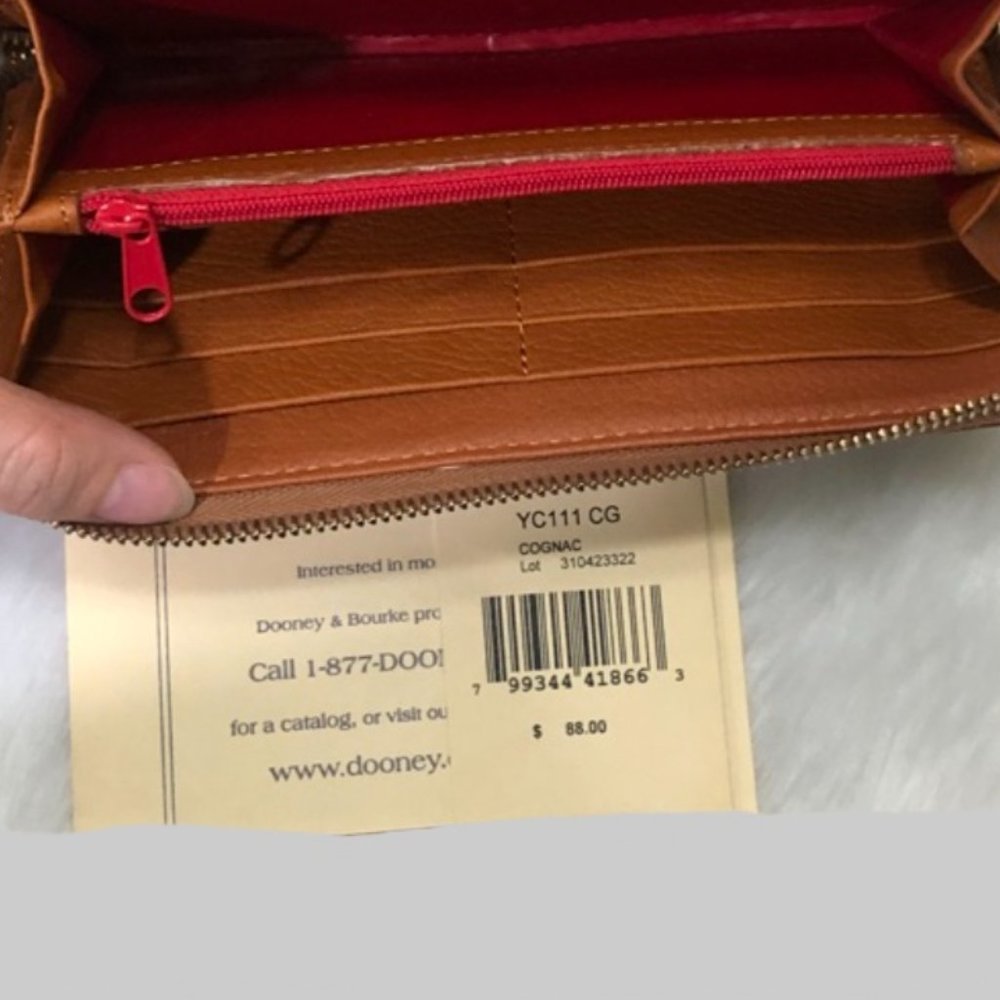 Interested in mo
Dooney & Bourke pro
Call 1-877-DOO
for a catalog, or visit ou
www.dooney.
YC111 CG
COGNAC
Lot 310423322
7 99344 41866 3
$ 88.00